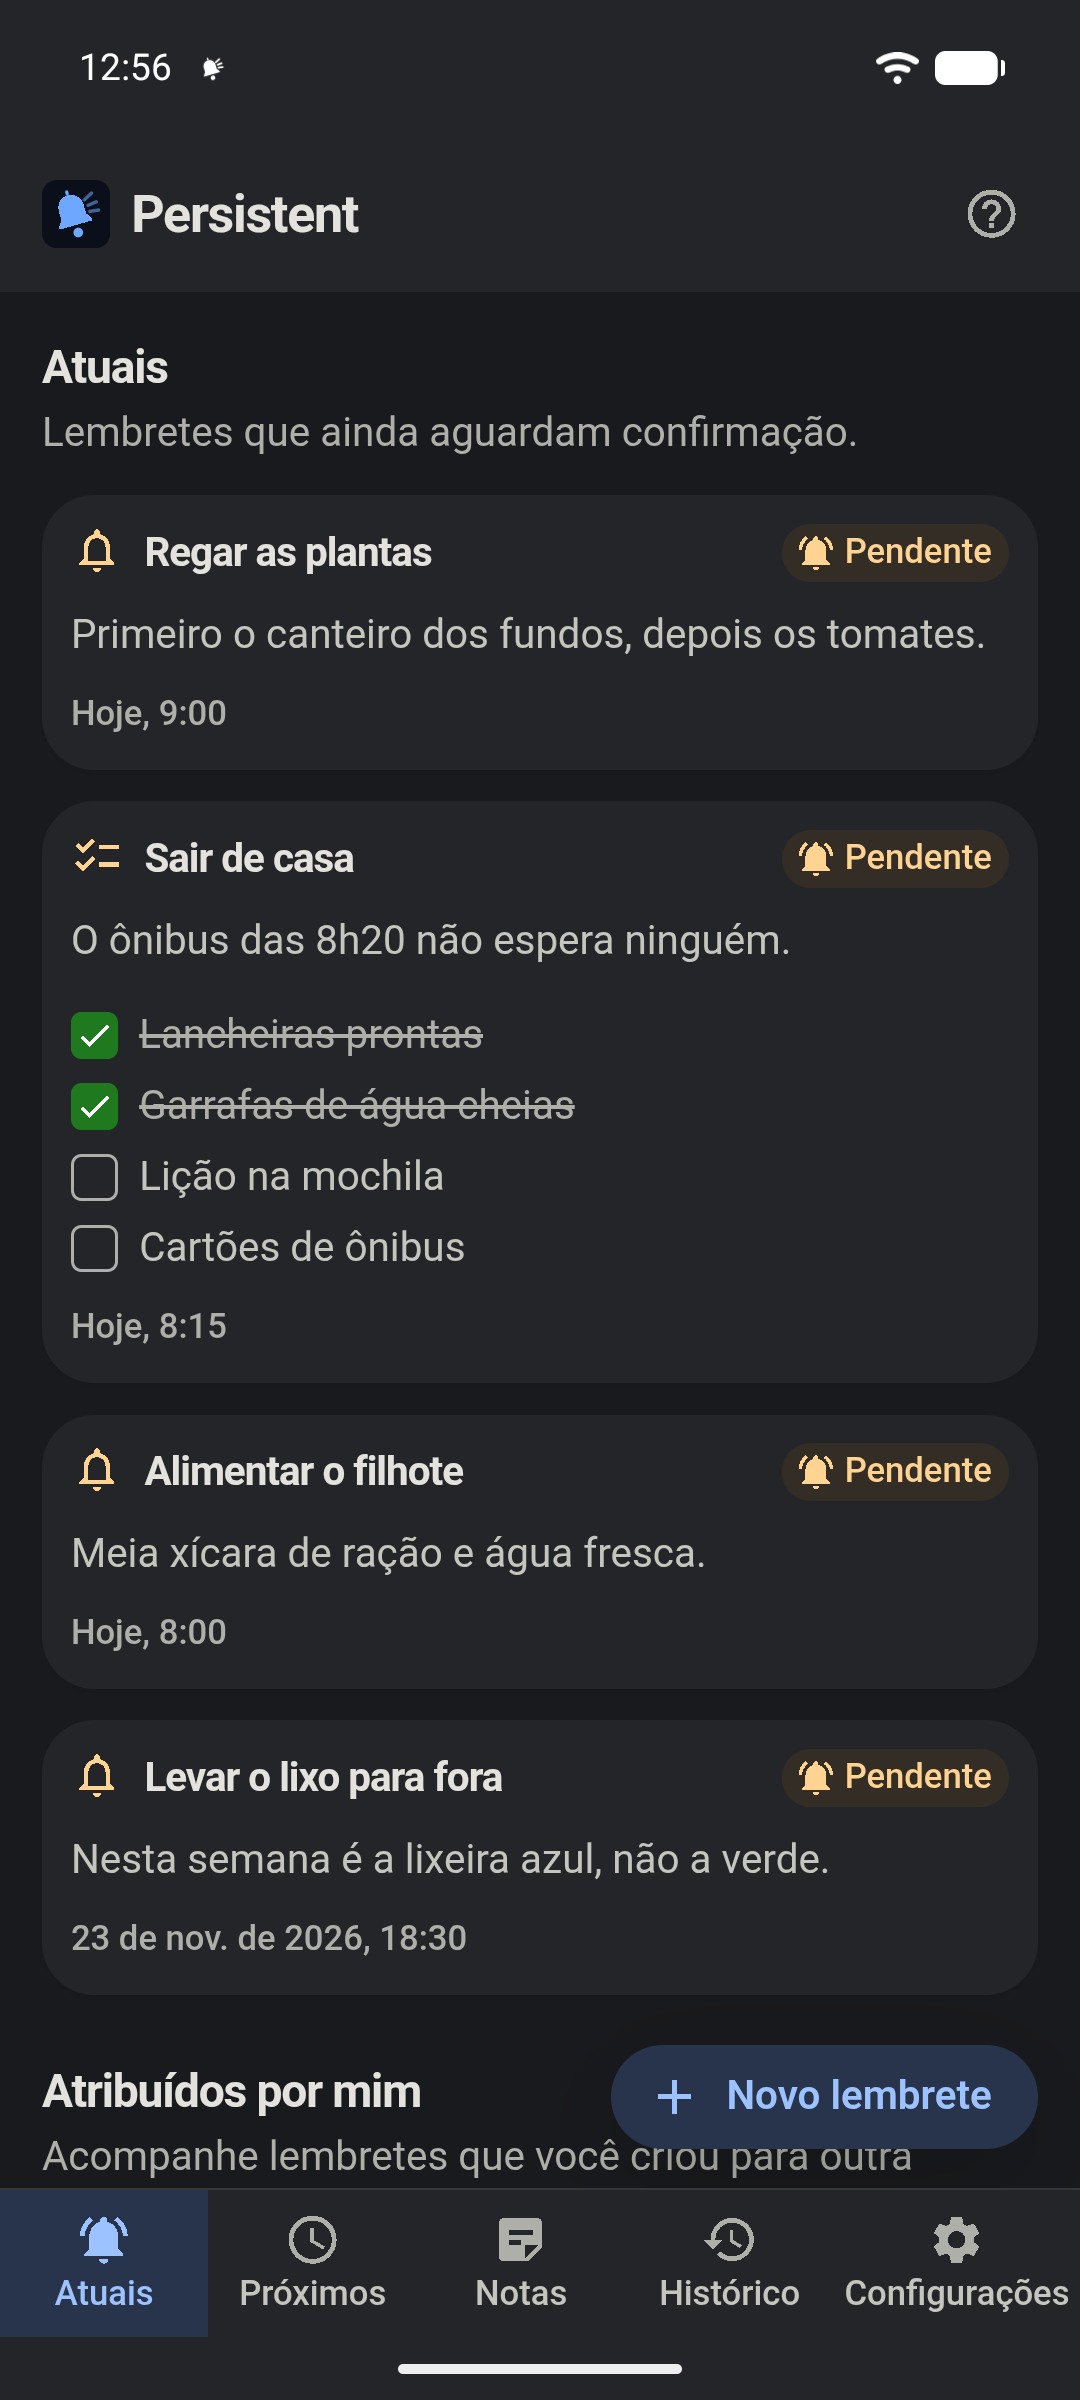 12:56
Persistent
Atuais
Lembretes que ainda aguardam confirmação.
Regar as plantas
Pendente
Primeiro o canteiro dos fundos, depois os tomates.
Hoje, 9:00
Sair de casa
Pendente
O ônibus das 8h20 não espera ninguém.
Lancheiras prontas
Garrafas de água cheias
Lição na mochila
Cartões de ônibus
Hoje, 8:15
Alimentar o filhote
Pendente
Meia xícara de ração e água fresca.
Hoje, 8:00
Levar o lixo para fora
Pendente
Nesta semana é a lixeira azul, não a verde.
23 de nov. de 2026, 18:30
Atribuídos por mim
Novo lembrete
Acompanhe lembretes que você criou para outra
Atuais
Próximos
Notas
Histórico
Configurações